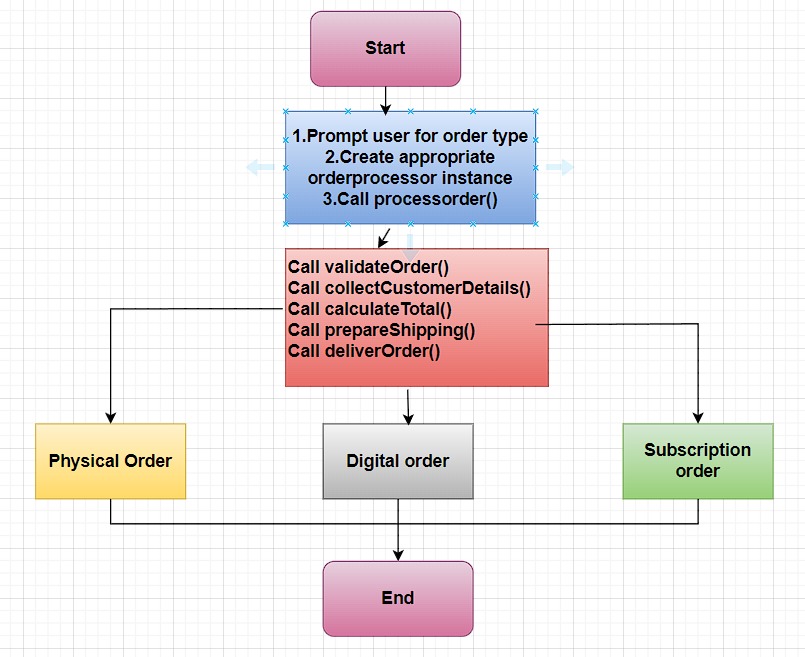 Start
1.Prompt user for order type
2.Create appropriate
orderprocessor instance
3.Call processorder()
Call validateOrder()
Call collectCustomerDetails()
Call calculateTotal()
Call prepareShipping()
Call deliverOrder()
Physical Order
Digital order
Subscription
order
End